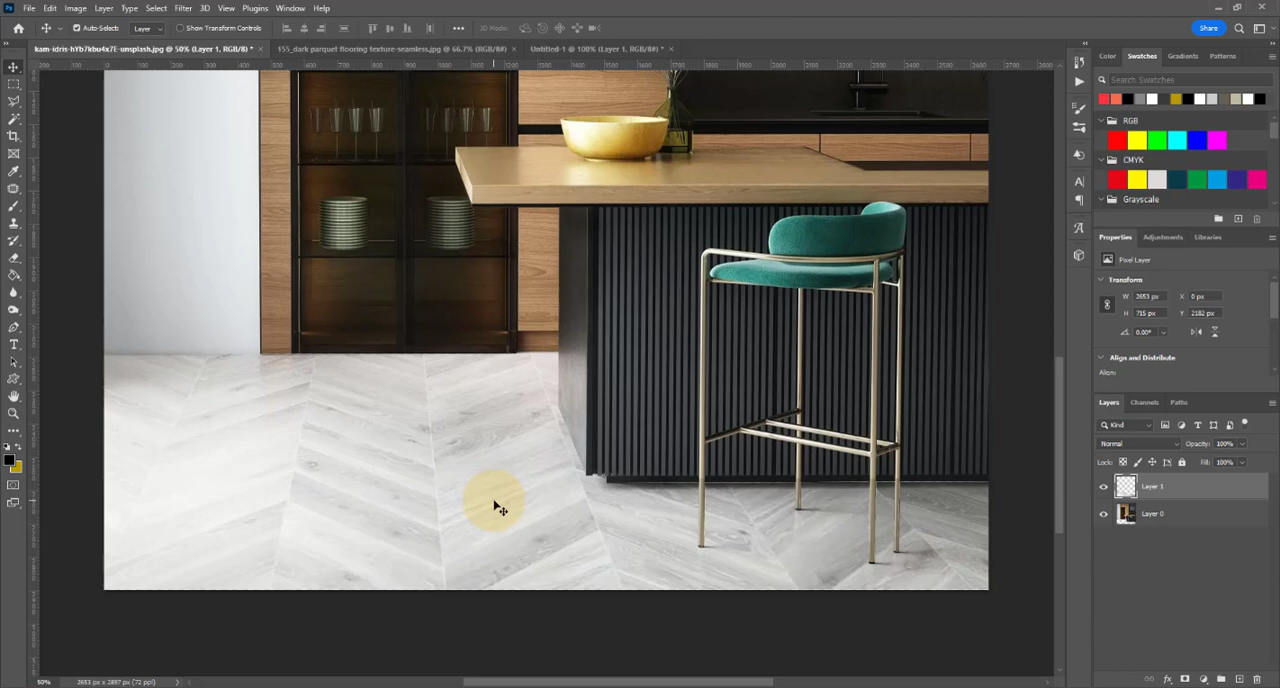 File Edit Image Layer Type Select Filter 3D View Plugins Window Help
Auto-Select: Layer Show Transform Controls 3D Mode: Share
kam-idris-hYb7kbu4x7E-unsplash.jpg @ 50% (Layer 1, RGB/8) * × 155_dark parquet flooring texture-seamless.jpg @ 66.7% (RGB/8#) × Untitled-1 @ 100% (Layer 1, RGB/8#) * ×
Color Swatches Gradients Patterns
Search Swatches
RGB
CMYK
Grayscale
Properties Adjustments Libraries
Pixel Layer
Transform
W 2653 px X 0 px
H 715 px Y 2182 px
0.00°
Align and Distribute
Align:
Layers Channels Paths
Kind
Normal Opacity: 100%
Lock: Fill: 100%
Layer 1
Layer 0
50% 2653 px x 2897 px (72 ppi)